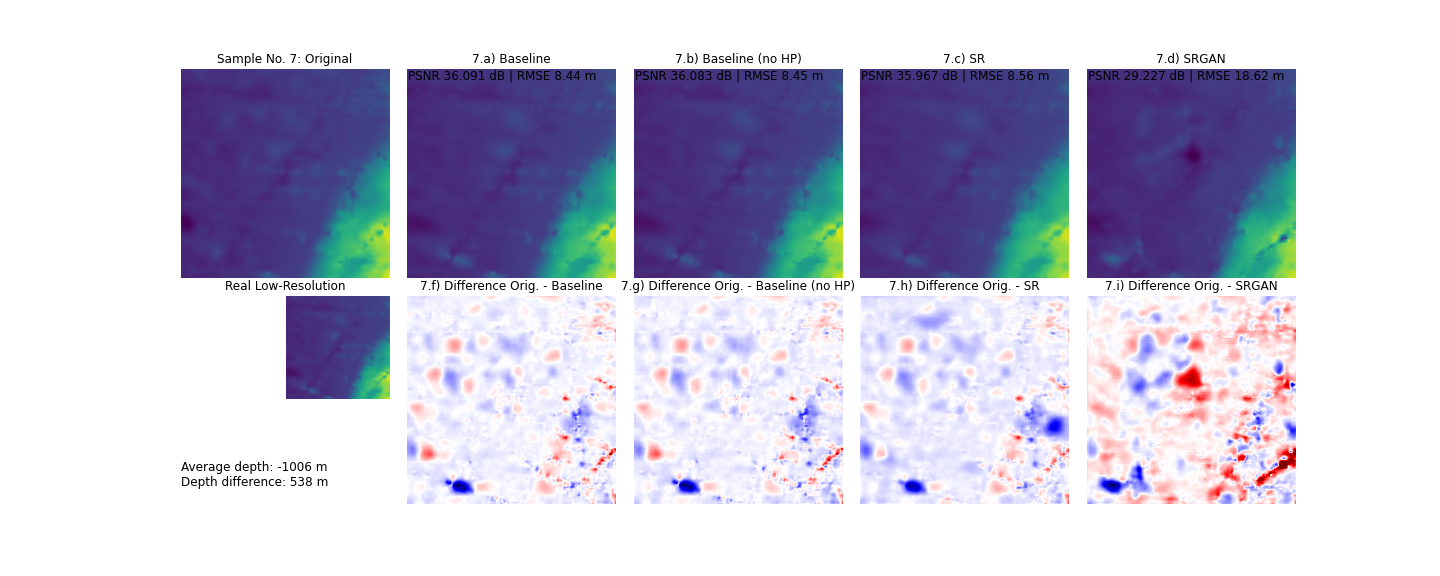 Sample No. 7: Original
7.a) Baseline
7.b) Baseline (no HP)
7.c) SR
7.d) SRGAN
PSNR 36.091 dB | RMSE 8.44 m
PSNR 36.083 dB | RMSE 8.45 m
PSNR 35.967 dB | RMSE 8.56 m
PSNR 29.227 dB | RMSE 18.62 m
Real Low-Resolution
7.f) Difference Orig. - Baseline
7.g) Difference Orig. - Baseline (no HP)
7.h) Difference Orig. - SR
7.i) Difference Orig. - SRGAN
Average depth: -1006 m
Depth difference: 538 m